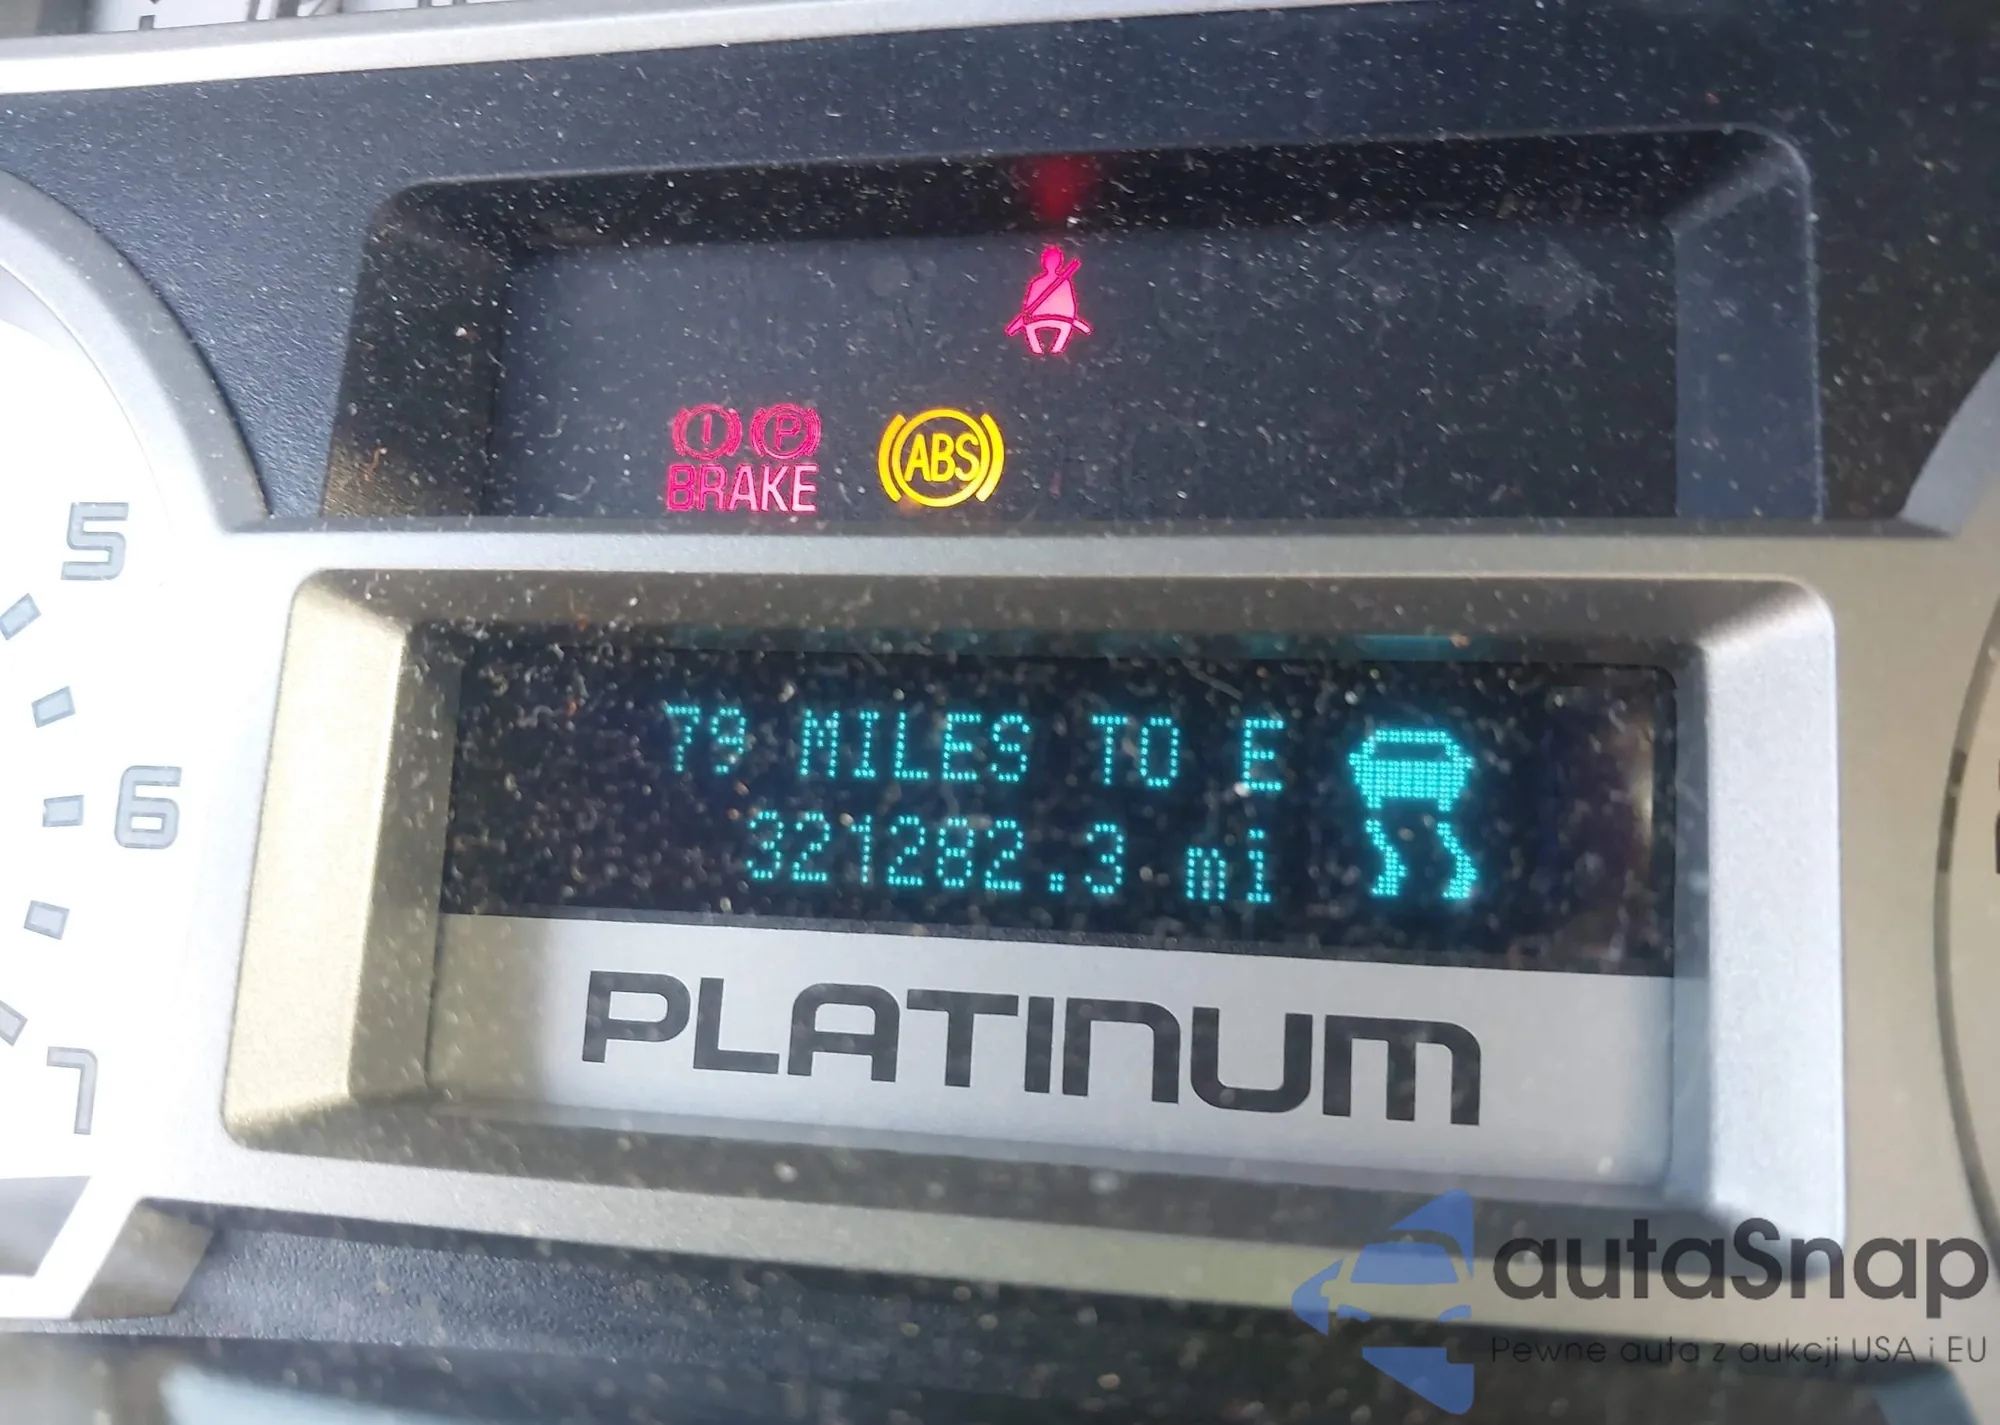 5
6
7
! P
BRAKE
ABS
79 MILES TO E
321282.3 mi
PLATINUM
autaSnap
Pewne auta z aukcji USA i EU